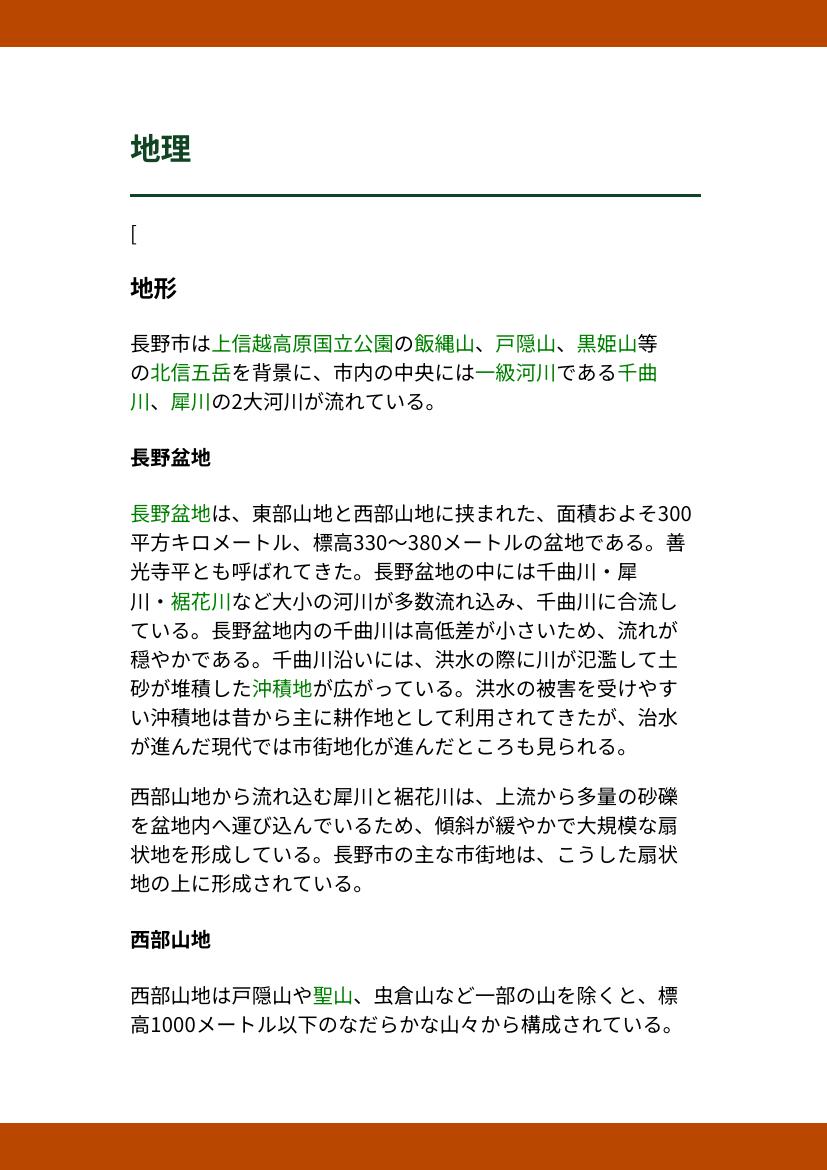 地理
[
地形
長野市は上信越高原国立公園の飯縄山、戸隠山、黒姫山等
の北信五岳を背景に、市内の中央には一級河川である千曲
川、犀川の2大河川が流れている。
長野盆地
長野盆地は、東部山地と西部山地に挟まれた、面積およそ300
平方キロメートル、標高330〜380メートルの盆地である。善
光寺平とも呼ばれてきた。長野盆地の中には千曲川・犀
川・裾花川など大小の河川が多数流れ込み、千曲川に合流し
ている。長野盆地内の千曲川は高低差が小さいため、流れが
穏やかである。千曲川沿いには、洪水の際に川が氾濫して土
砂が堆積した沖積地が広がっている。洪水の被害を受けやす
い沖積地は昔から主に耕作地として利用されてきたが、治水
が進んだ現代では市街地化が進んだところも見られる。
西部山地から流れ込む犀川と裾花川は、上流から多量の砂礫
を盆地内へ運び込んでいるため、傾斜が緩やかで大規模な扇
状地を形成している。長野市の主な市街地は、こうした扇状
地の上に形成されている。
西部山地
西部山地は戸隠山や聖山、虫倉山など一部の山を除くと、標
高1000メートル以下のなだらかな山々から構成されている。